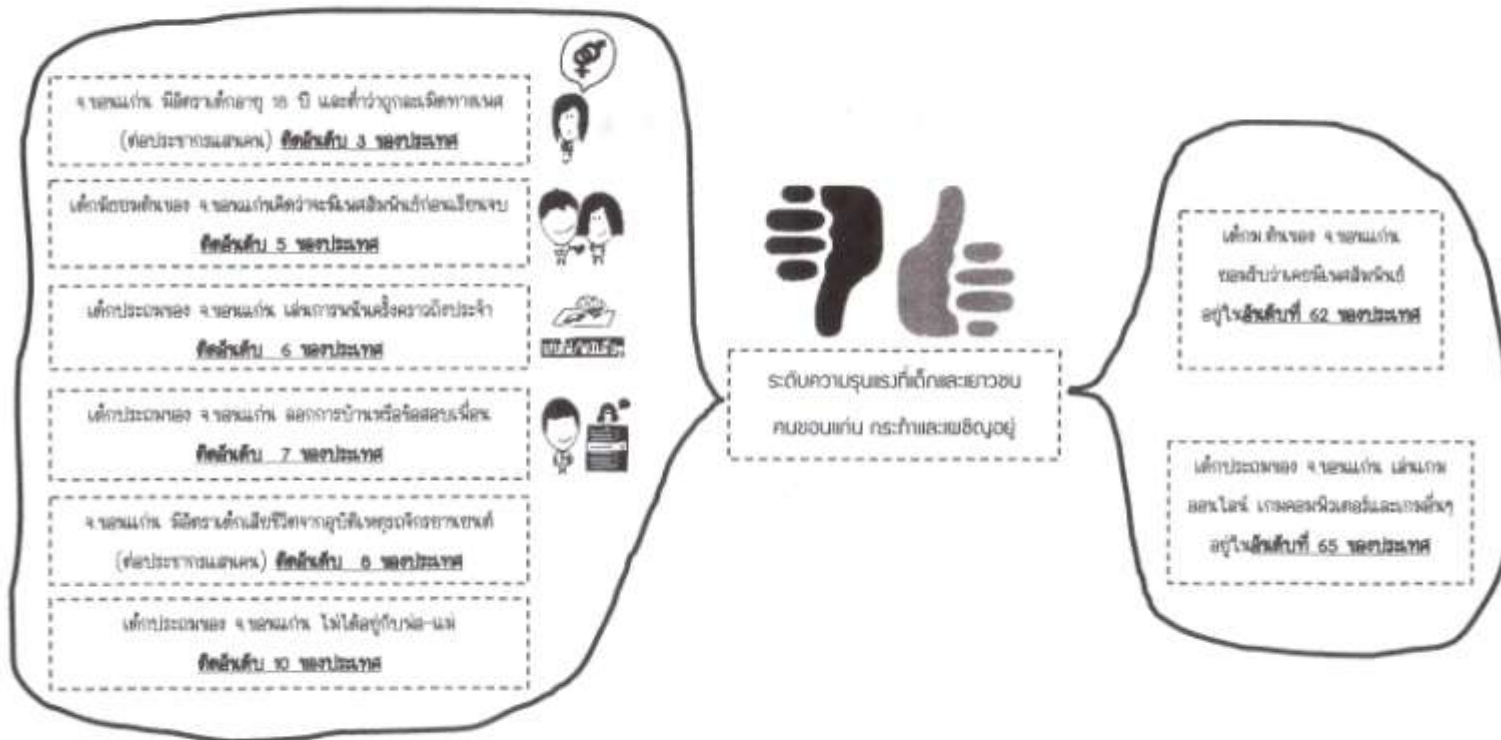 จ.ขอนแก่น มีอัตราเด็กอายุ 18 ปี และต่ำว่าถูกละเมิดทางเพศ
(ต่อประชากรแสนคน) ติดอันดับ 3 ของประเทศ
เด็กมัธยมต้นของ จ.ขอนแก่นคิดว่าจะมีเพศสัมพันธ์ก่อนเรียนจบ
ติดอันดับ 5 ของประเทศ
เด็กประถมของ จ.ขอนแก่น เล่นการพนันครั้งคราวถึงประจำ
ติดอันดับ 6 ของประเทศ
เด็กประถมของ จ.ขอนแก่น ลอกการบ้านหรือข้อสอบเพื่อน
ติดอันดับ 7 ของประเทศ
จ.ขอนแก่น มีอัตราเด็กเสียชีวิตจากอุบัติเหตุรถจักรยานยนต์
(ต่อประชากรแสนคน) ติดอันดับ 8 ของประเทศ
เด็กประถมของ จ.ขอนแก่น ไม่ได้อยู่กับพ่อ-แม่
ติดอันดับ 10 ของประเทศ
ระดับความรุนแรงที่เด็กและเยาวชน
คนขอนแก่น กระทำและเผชิญอยู่
เด็กม.ต้นของ จ.ขอนแก่น
ยอมรับว่าเคยมีเพศสัมพันธ์
อยู่ในอันดับที่ 62 ของประเทศ
เด็กประถมของ จ.ขอนแก่น เล่นเกม
ออนไลน์ เกมคอมพิวเตอร์และเกมอื่นๆ
อยู่ในอันดับที่ 65 ของประเทศ